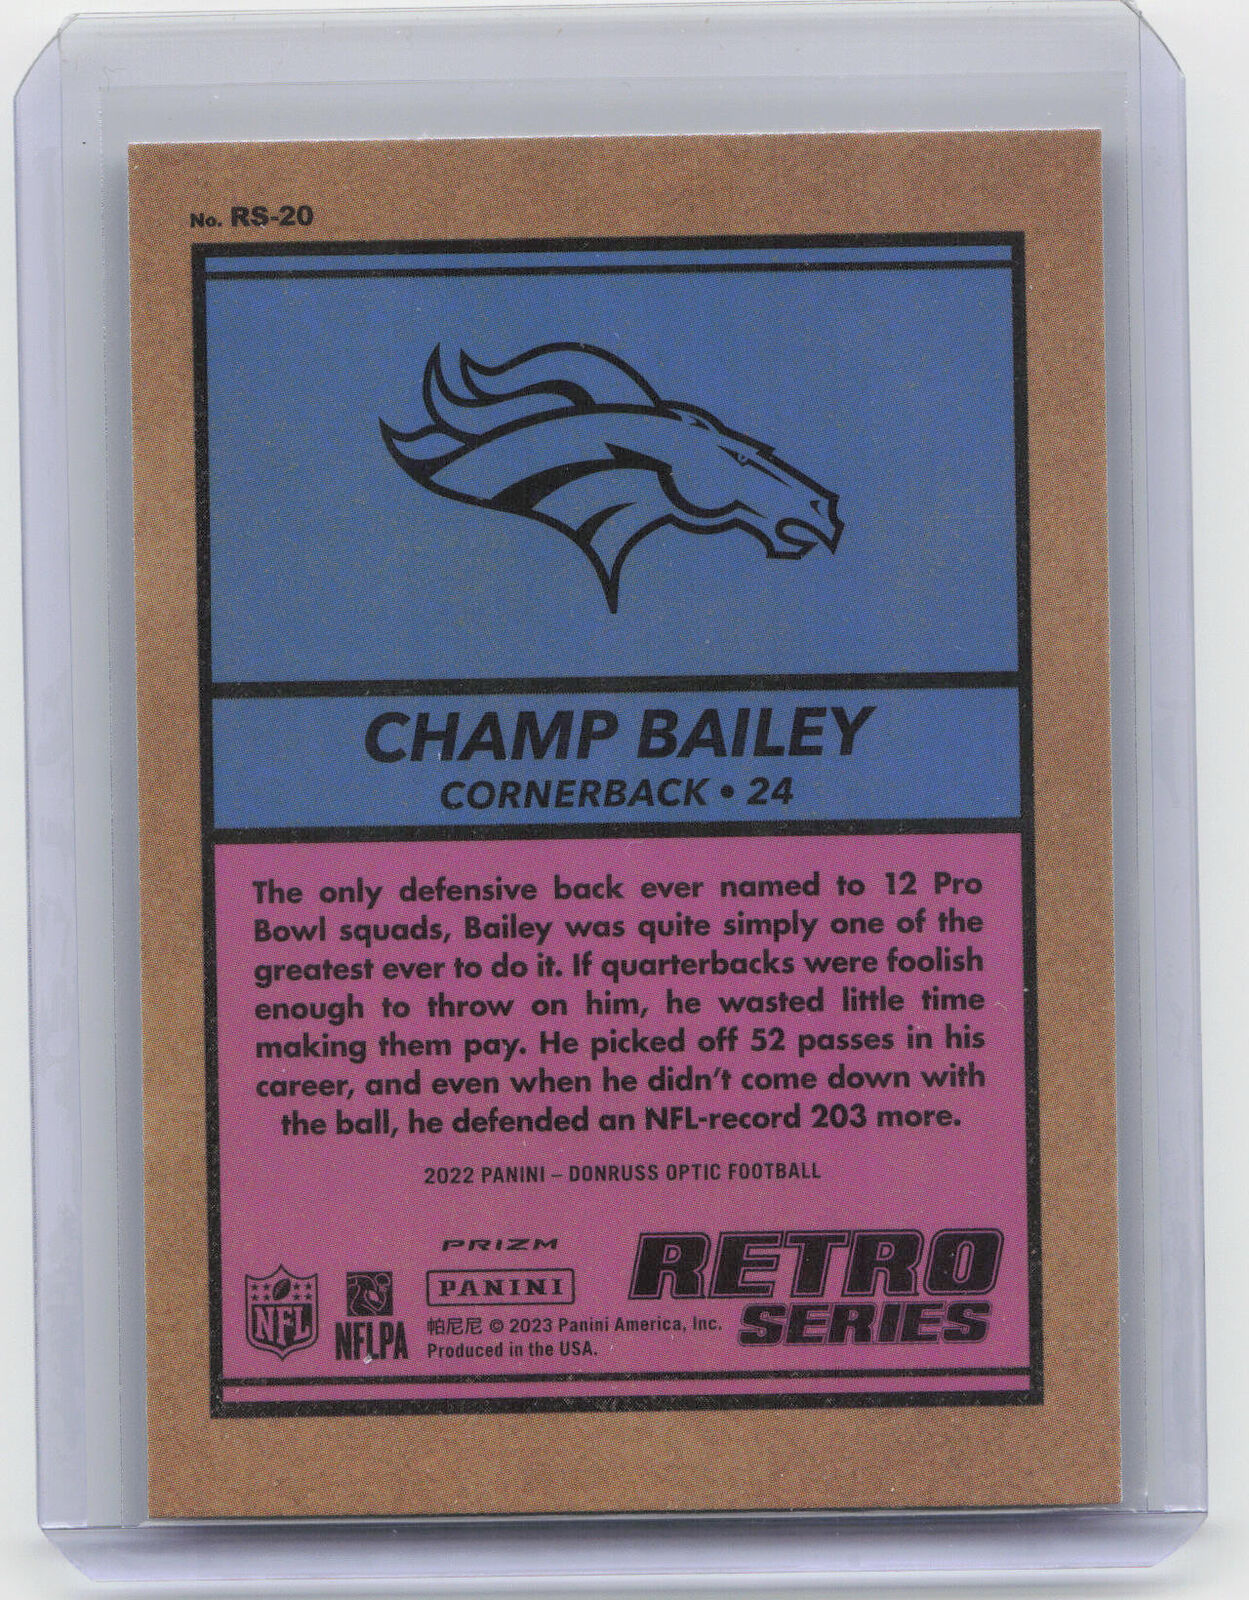 No. RS-20
CHAMP BAILEY
CORNERBACK • 24
The only defensive back ever named to 12 Pro
Bowl squads, Bailey was quite simply one of the
greatest ever to do it. If quarterbacks were foolish
enough to throw on him, he wasted little time
making them pay. He picked off 52 passes in his
career, and even when he didn't come down with
the ball, he defended an NFL-record 203 more.
2022 PANINI – DONRUSS OPTIC FOOTBALL
PRIZM
RETRO
SERIES
PANINI
NFL
NFLPA
帕尼尼 © 2023 Panini America, Inc.
Produced in the USA.